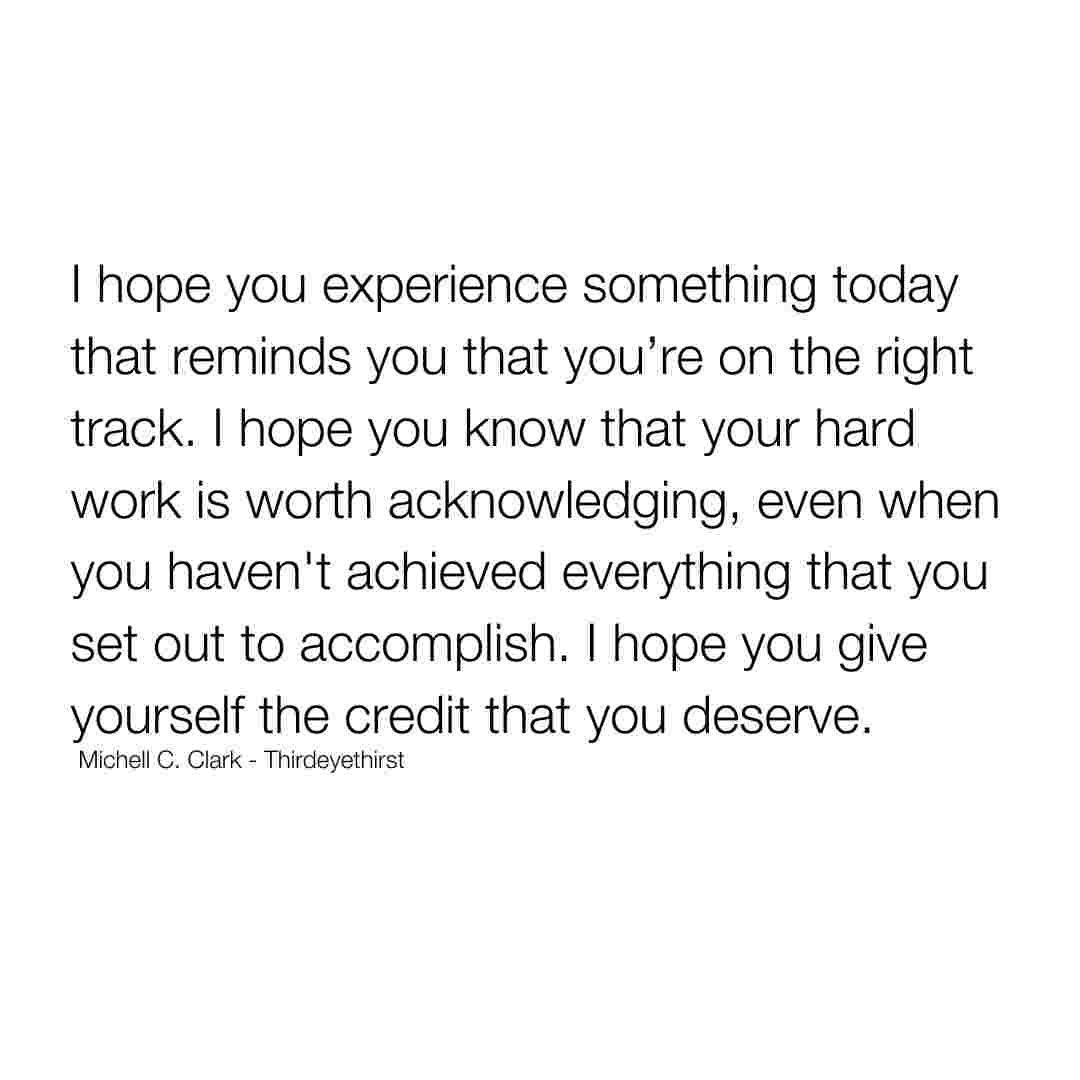 I hope you experience something today
that reminds you that you’re on the right
track. I hope you know that your hard
work is worth acknowledging, even when
you haven't achieved everything that you
set out to accomplish. I hope you give
yourself the credit that you deserve.
Michell C. Clark - Thirdeyethirst